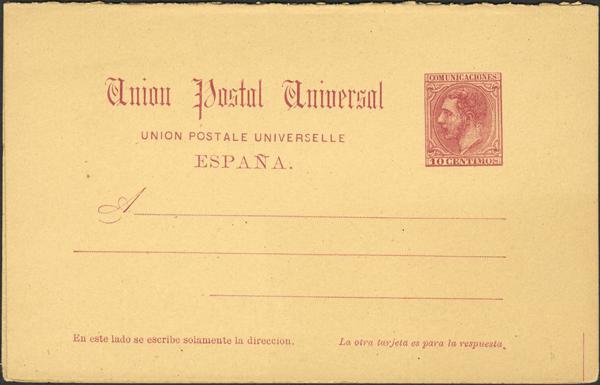 COMUNICACIONES
Union Postal Universal
10 CENTIMOS
UNION POSTALE UNIVERSELLE
ESPAÑA.
A
En este lado se escribe solamente la direccion.
La otra tarjeta es para la respuesta.